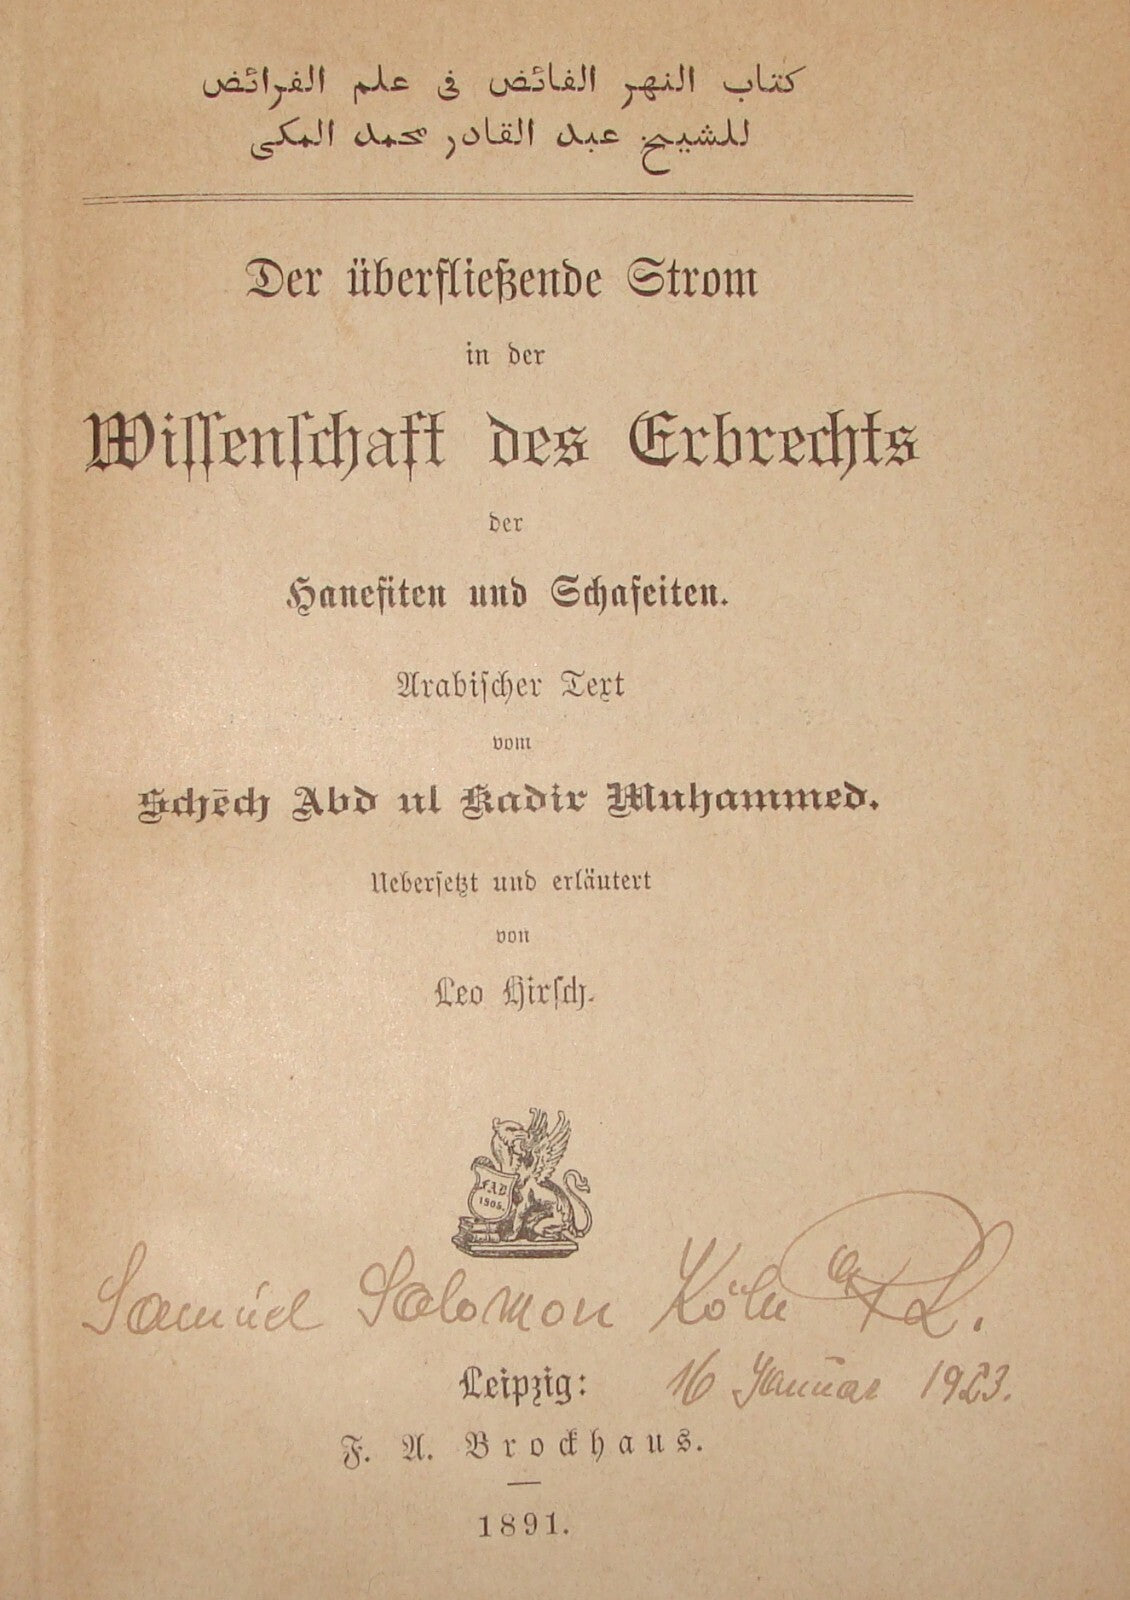 كتاب النهر الفائض فى علم الفرائض
للشيخ عبد القادر محمد المكى
Der überfließende Strom
in der
Wissenschaft des Erbrechts
der
Hanefiten und Schafeiten.
Arabischer Text
vom
Schēch Abd ul Kadir Muhammed.
Uebersetzt und erläutert
von
Leo Hirsch.
F.A.B
1805.
Samuel Salomon Köln a R.
Leipzig: 16 Januar 1923.
F. A. Brockhaus.
1891.